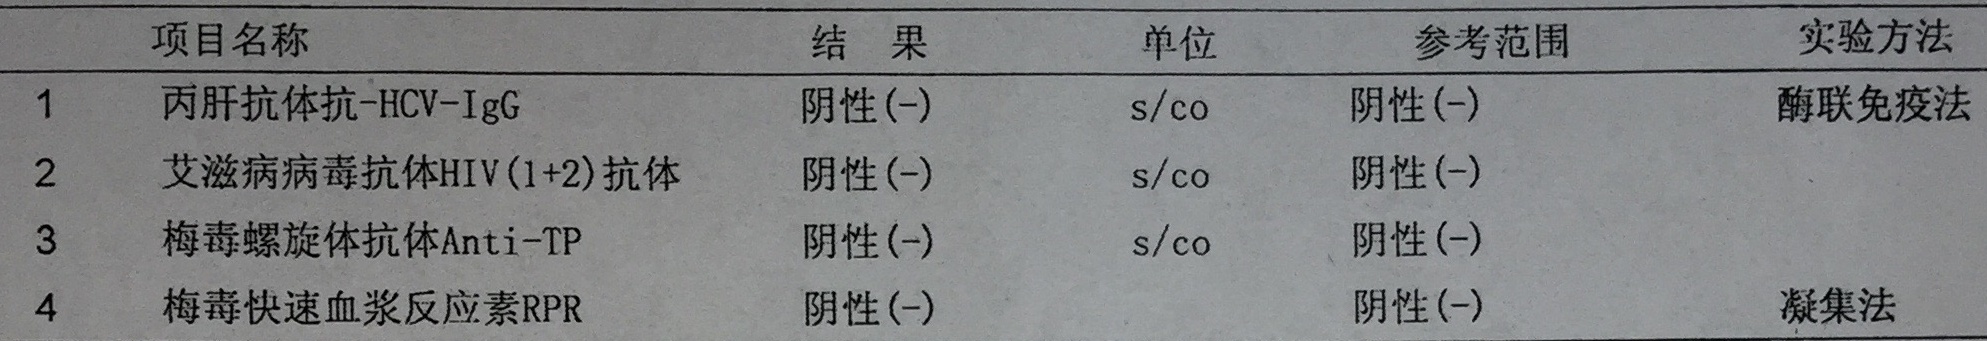 项目名称 结 果 单位 参考范围 实验方法
1 丙肝抗体抗-HCV-IgG 阴性(-) s/co 阴性(-) 酶联免疫法
2 艾滋病病毒抗体HIV(1+2)抗体 阴性(-) s/co 阴性(-)
3 梅毒螺旋体抗体Anti-TP 阴性(-) s/co 阴性(-)
4 梅毒快速血浆反应素RPR 阴性(-) 阴性(-) 凝集法